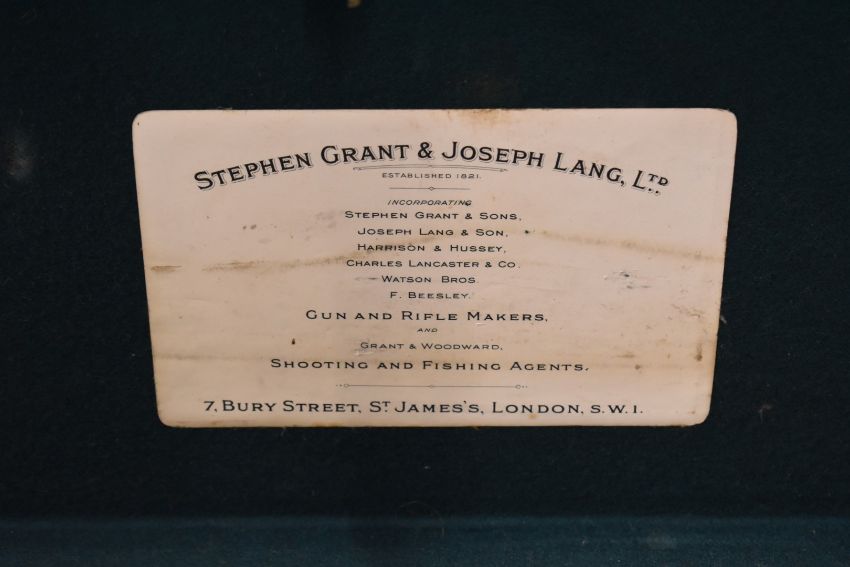 STEPHEN GRANT & JOSEPH LANG, LTD.
ESTABLISHED 1821.
INCORPORATING
STEPHEN GRANT & SONS,
JOSEPH LANG & SON,
HARRISON & HUSSEY,
CHARLES LANCASTER & CO.
WATSON BROS.
F. BEESLEY.
GUN AND RIFLE MAKERS,
AND
GRANT & WOODWARD,
SHOOTING AND FISHING AGENTS.
7, BURY STREET, ST JAMES'S, LONDON, S.W.1.